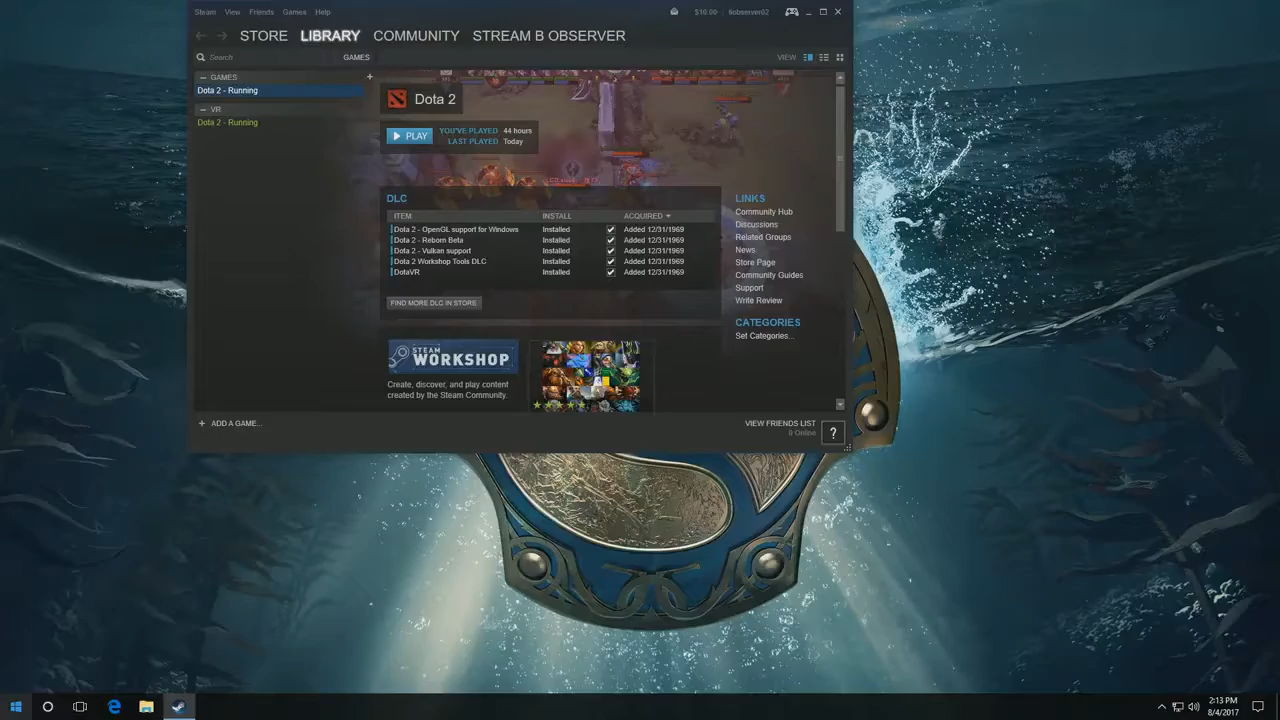 Steam View Friends Games Help $10.00 ti6observer02
STORE LIBRARY COMMUNITY STREAM B OBSERVER
Search GAMES VIEW
GAMES
Dota 2 - Running
VR
Dota 2 - Running
Dota 2
PLAY
YOU'VE PLAYED 44 hours
LAST PLAYED Today
DLC
ITEM INSTALL ACQUIRED
Dota 2 - OpenGL support for Windows Installed Added 12/31/1969
Dota 2 - Reborn Beta Installed Added 12/31/1969
Dota 2 - Vulkan support Installed Added 12/31/1969
Dota 2 Workshop Tools DLC Installed Added 12/31/1969
DotaVR Installed Added 12/31/1969
FIND MORE DLC IN STORE
LINKS
Community Hub
Discussions
Related Groups
News
Store Page
Community Guides
Support
Write Review
CATEGORIES
Set Categories...
STEAM
WORKSHOP
Create, discover, and play content
created by the Steam Community.
ADD A GAME...
VIEW FRIENDS LIST
0 Online
?
2:13 PM
8/4/2017